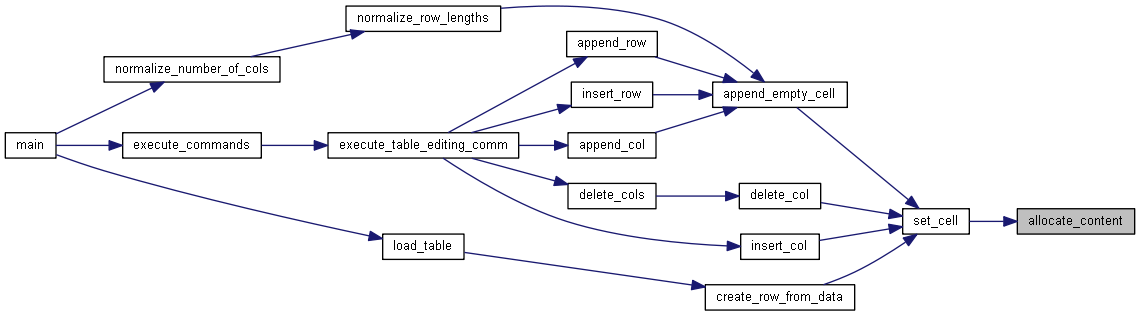 normalize_row_lengths
append_row
normalize_number_of_cols
insert_row
append_empty_cell
main
execute_commands
execute_table_editing_comm
append_col
delete_cols
delete_col
set_cell
allocate_content
load_table
insert_col
create_row_from_data